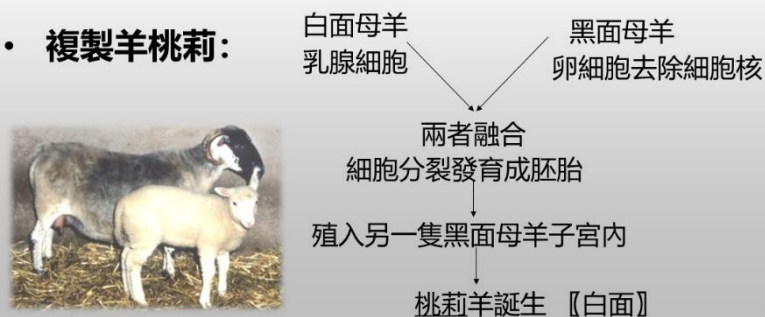 • 複製羊桃莉：
白面母羊
乳腺細胞
黑面母羊
卵細胞去除細胞核
兩者融合
細胞分裂發育成胚胎
殖入另一隻黑面母羊子宮內
桃莉羊誕生 〖白面〗